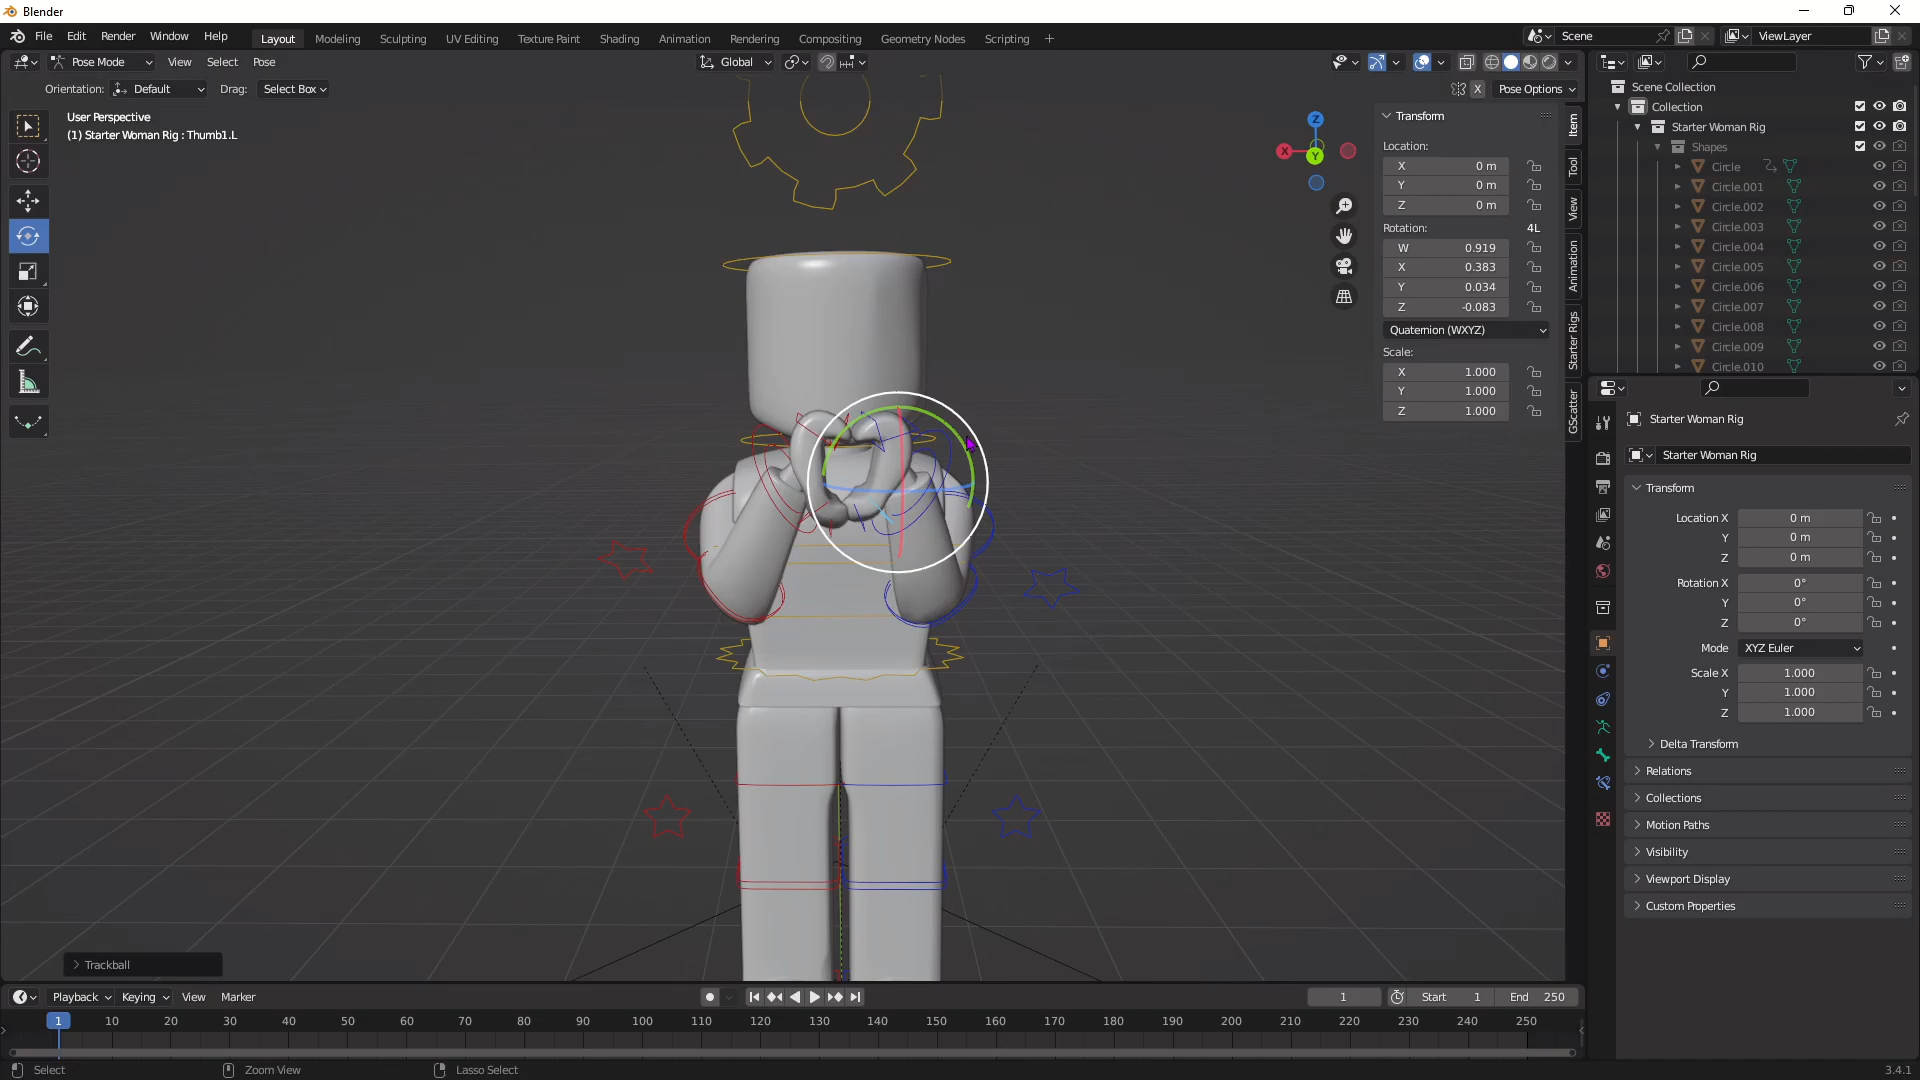 Blender
File Edit Render Window Help
Layout Modeling Sculpting UV Editing Texture Paint Shading Animation Rendering Compositing Geometry Nodes Scripting +
Scene
ViewLayer
Pose Mode View Select Pose
Global
Orientation: Default Drag: Select Box
X Pose Options
User Perspective
(1) Starter Woman Rig : Thumb1.L
Z
X
Y
Transform
Location:
X 0 m
Y 0 m
Z 0 m
Rotation: 4L
W 0.919
X 0.383
Y 0.034
Z -0.083
Quaternion (WXYZ)
Scale:
X 1.000
Y 1.000
Z 1.000
Item
Tool
View
Animation
Starter Rigs
GScatter
Scene Collection
Collection
Starter Woman Rig
Shapes
Circle
Circle.001
Circle.002
Circle.003
Circle.004
Circle.005
Circle.006
Circle.007
Circle.008
Circle.009
Circle.010
Starter Woman Rig
Starter Woman Rig
Transform
Location X 0 m
Y 0 m
Z 0 m
Rotation X 0°
Y 0°
Z 0°
Mode XYZ Euler
Scale X 1.000
Y 1.000
Z 1.000
Delta Transform
Relations
Collections
Motion Paths
Visibility
Viewport Display
Custom Properties
Trackball
Playback Keying View Marker
1 Start 1 End 250
1 10 20 30 40 50 60 70 80 90 100 110 120 130 140 150 160 170 180 190 200 210 220 230 240 250
Select Zoom View Lasso Select
3.4.1